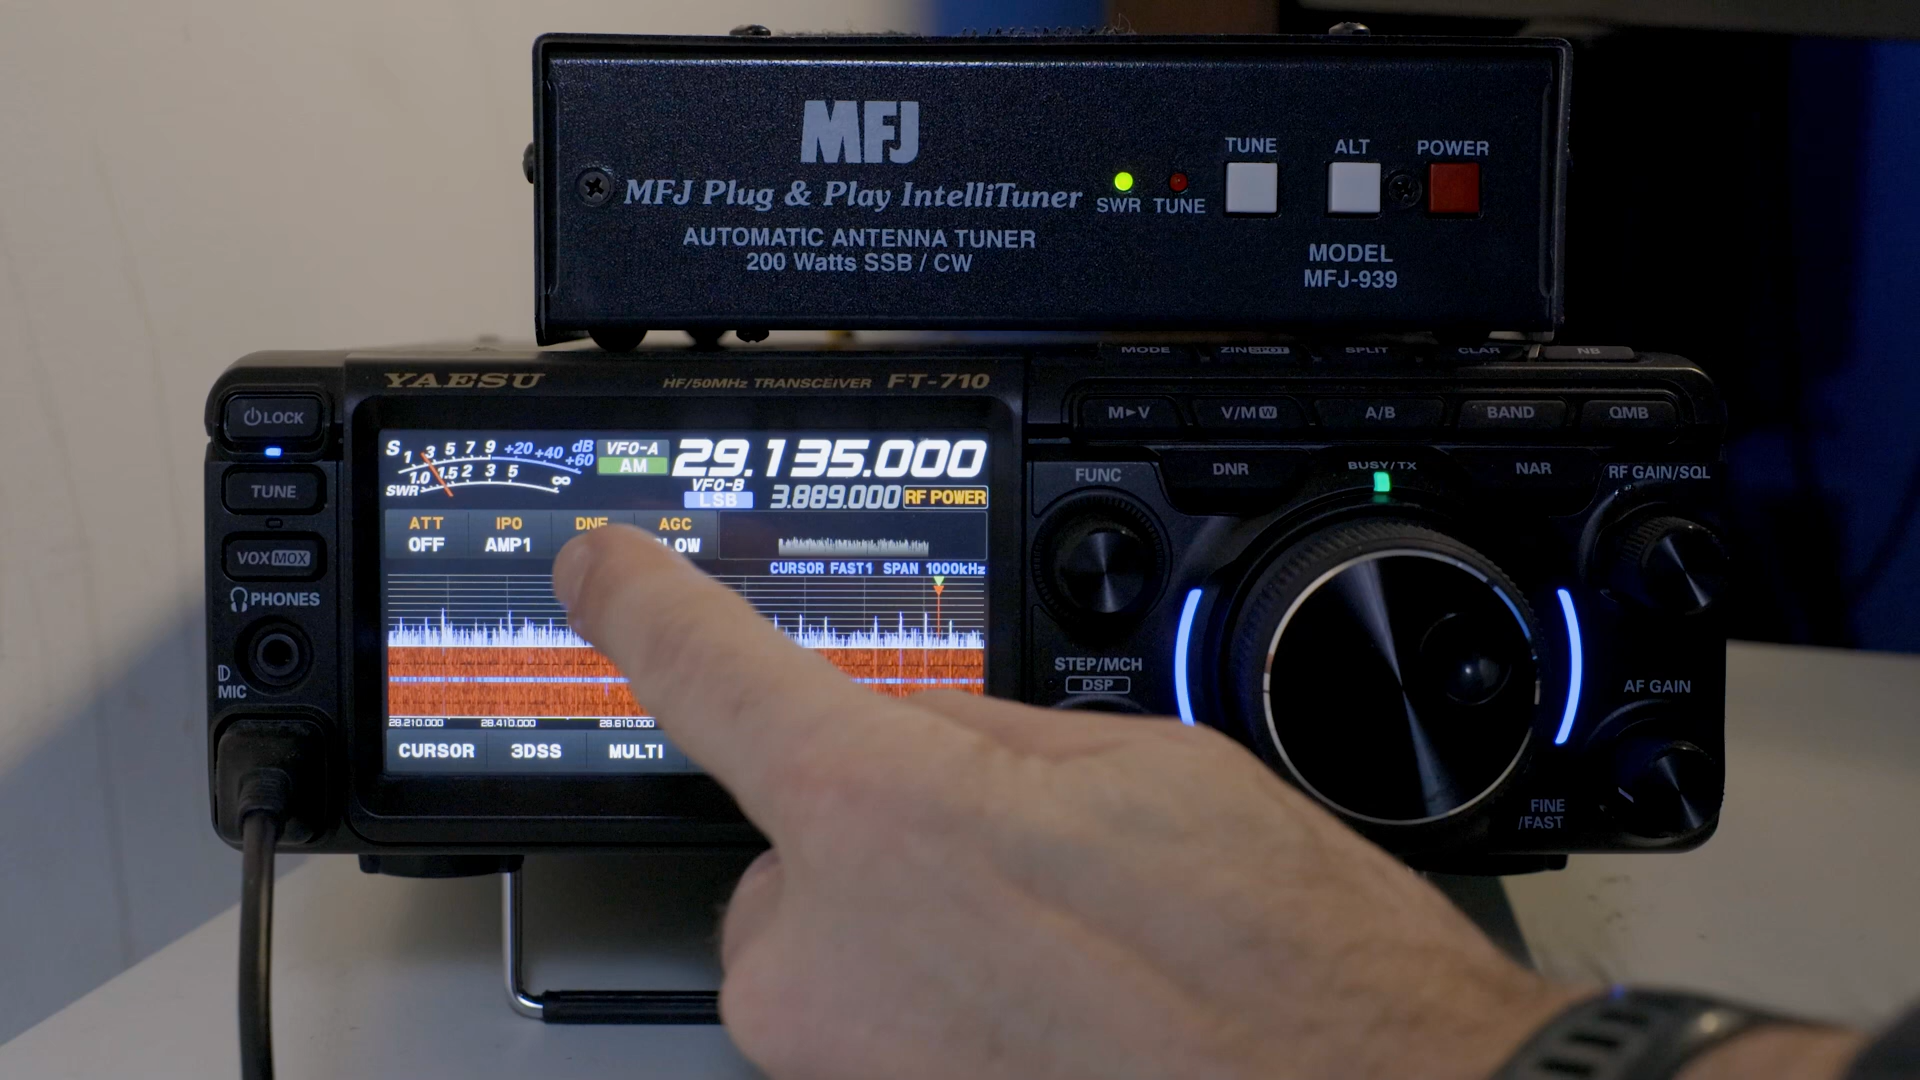 MFJ
MFJ Plug & Play IntelliTuner
AUTOMATIC ANTENNA TUNER
200 Watts SSB / CW
SWR TUNE
TUNE ALT POWER
MODEL
MFJ-939
YAESU HF/50MHz TRANSCEIVER FT-710
MODE ZIN SPOT SPLIT CLAR NB
LOCK
M►V V/M W A/B BAND QMB
S 1 3 5 7 9 +20 +40 +60 dB
SWR 1.0 1.5 2 3 5 ∞
VFO-A
AM
29.135.000
VFO-B
LSB
3.889.000 RF POWER
TUNE
FUNC DNR BUSY/TX NAR RF GAIN/SQL
ATT IPO AGC
OFF AMP1
VOX MOX
CURSOR FAST1 SPAN 1000kHz
PHONES
MIC
STEP/MCH
DSP
AF GAIN
28.210.000 28.410.000 28.610.000
CURSOR 3DSS MULTI
FINE
/FAST